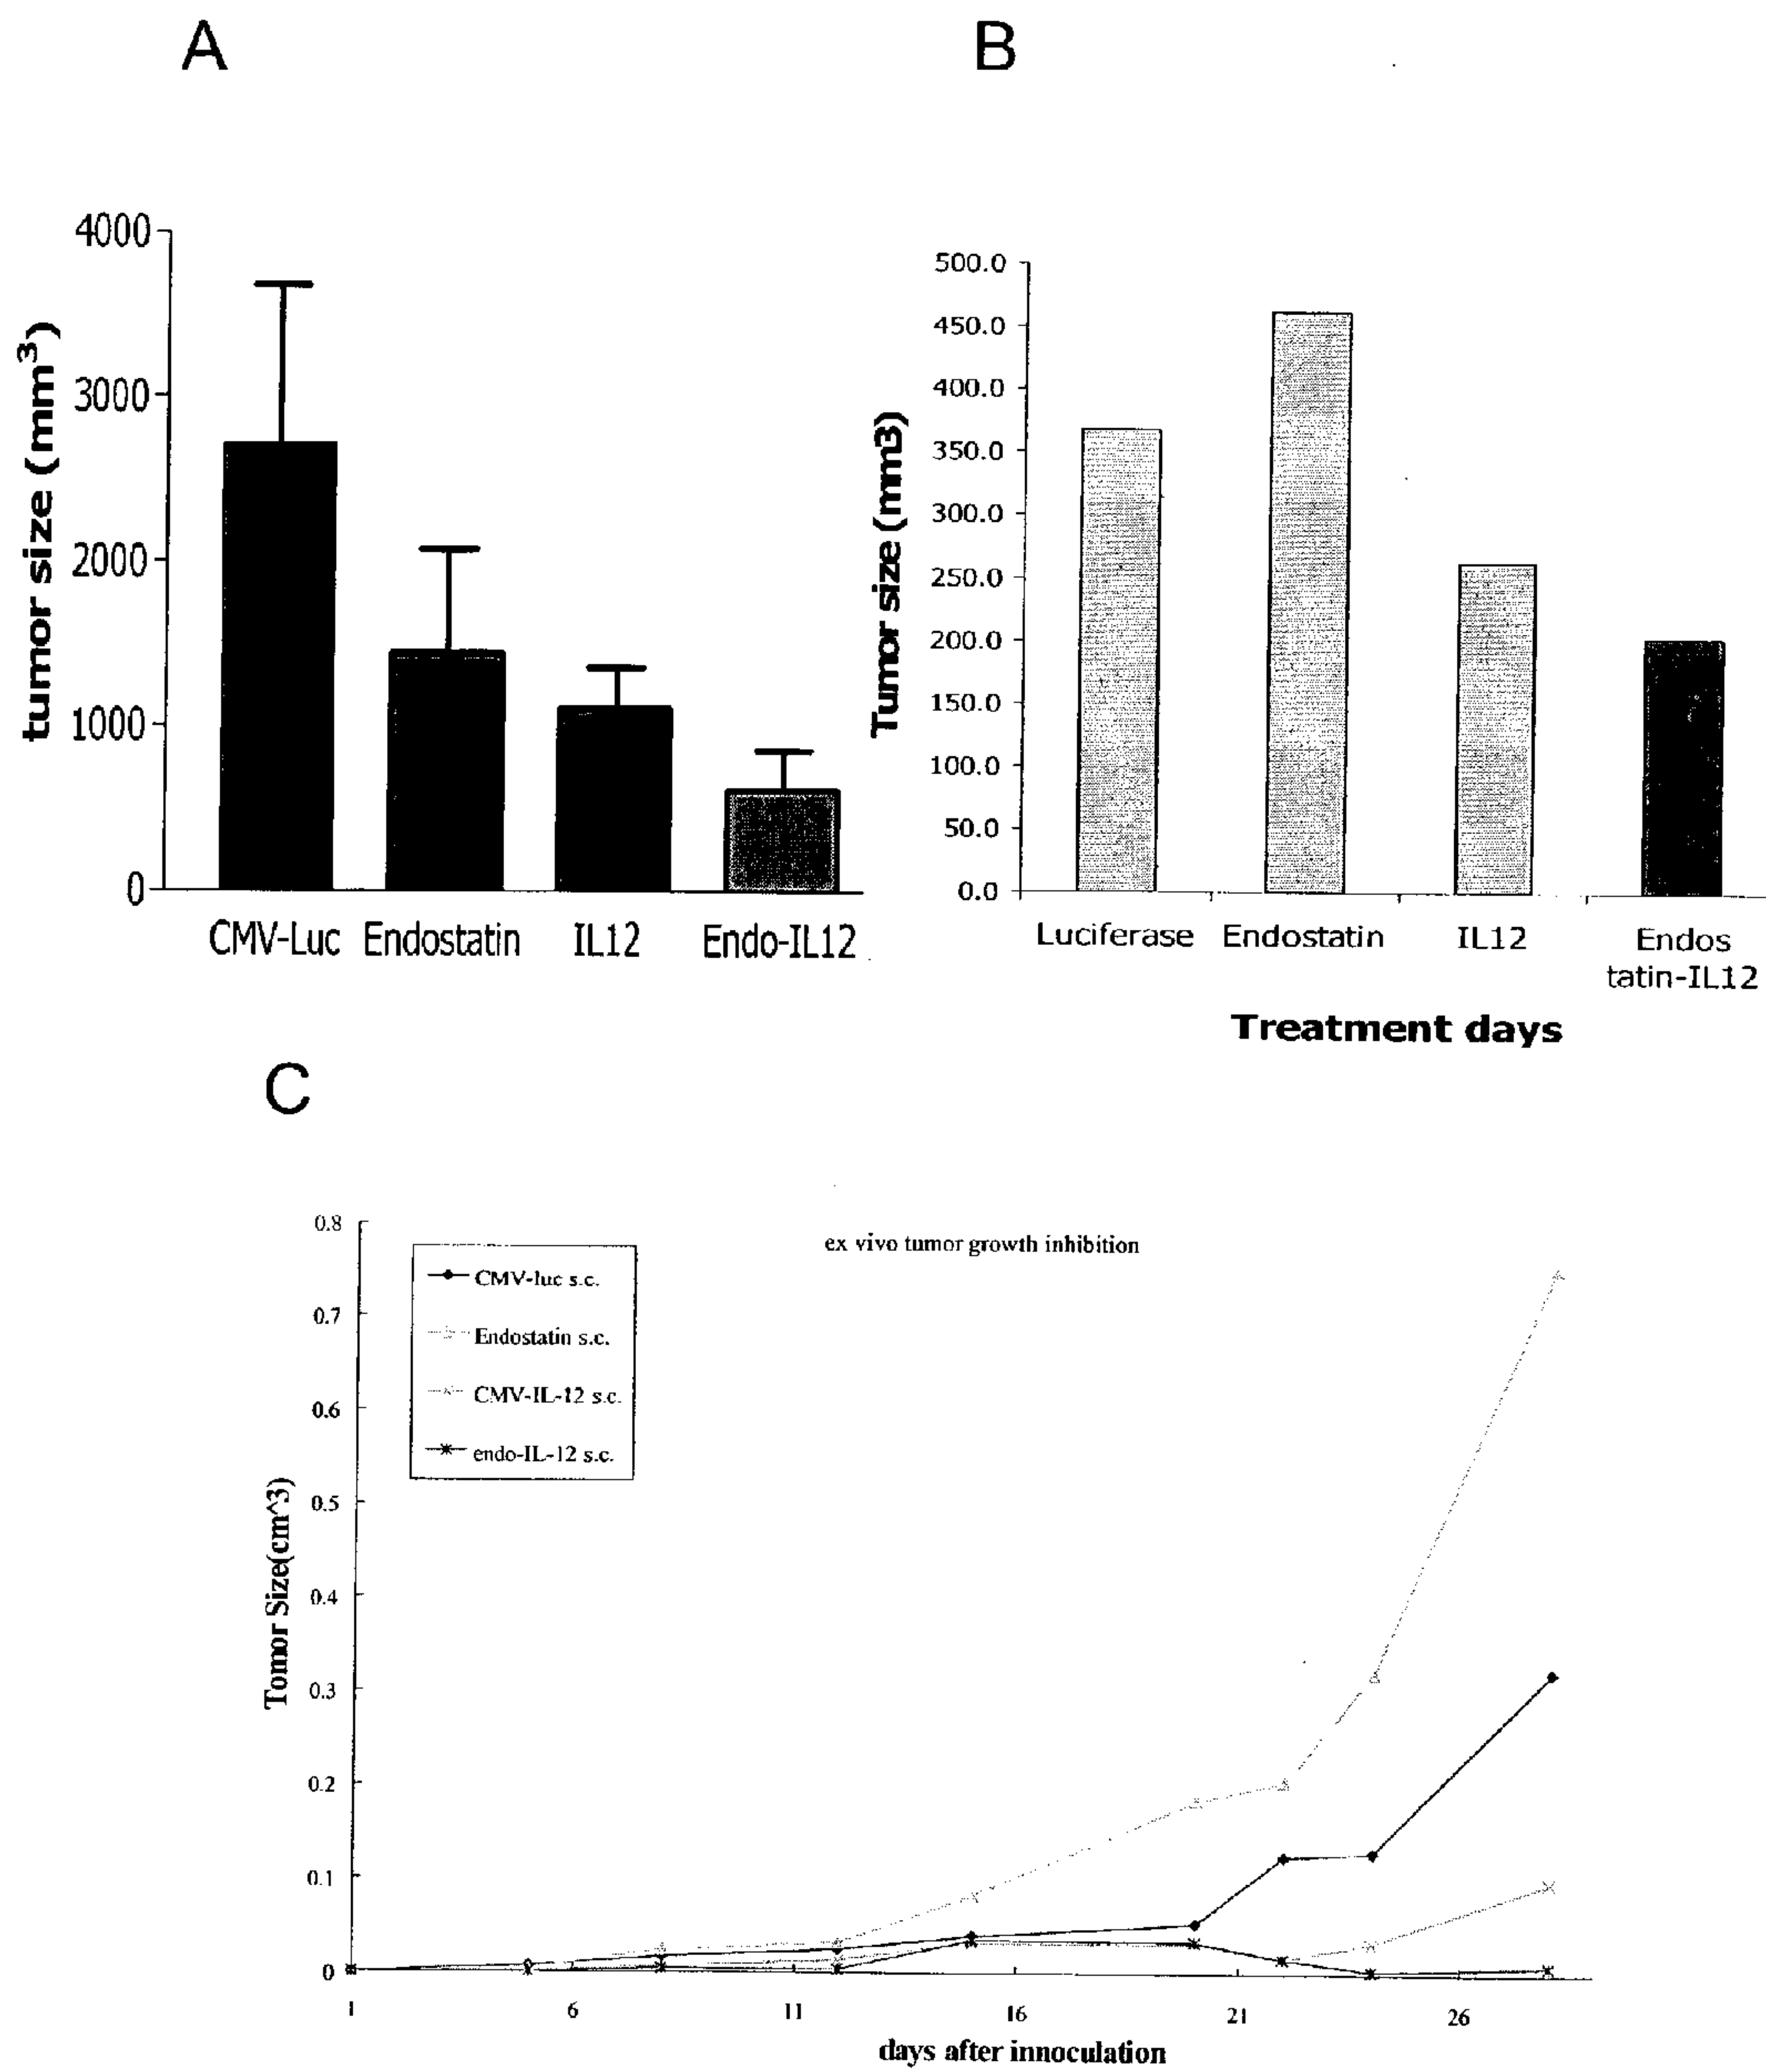 A
B
4000
3000
2000
1000
0
tumor size (mm³)
CMV-Luc Endostatin IL12 Endo-IL12
500.0
450.0
400.0
350.0
300.0
250.0
200.0
150.0
100.0
50.0
0.0
Tumor size (mm3)
Luciferase Endostatin IL12 Endos
tatin-IL12
Treatment days
C
ex vivo tumor growth inhibition
CMV-luc s.c.
Endostatin s.c.
CMV-IL-12 s.c.
endo-IL-12 s.c.
0.8
0.7
0.6
0.5
0.4
0.3
0.2
0.1
0
Tomor Size(cm^3)
1 6 11 16 21 26
days after innoculation